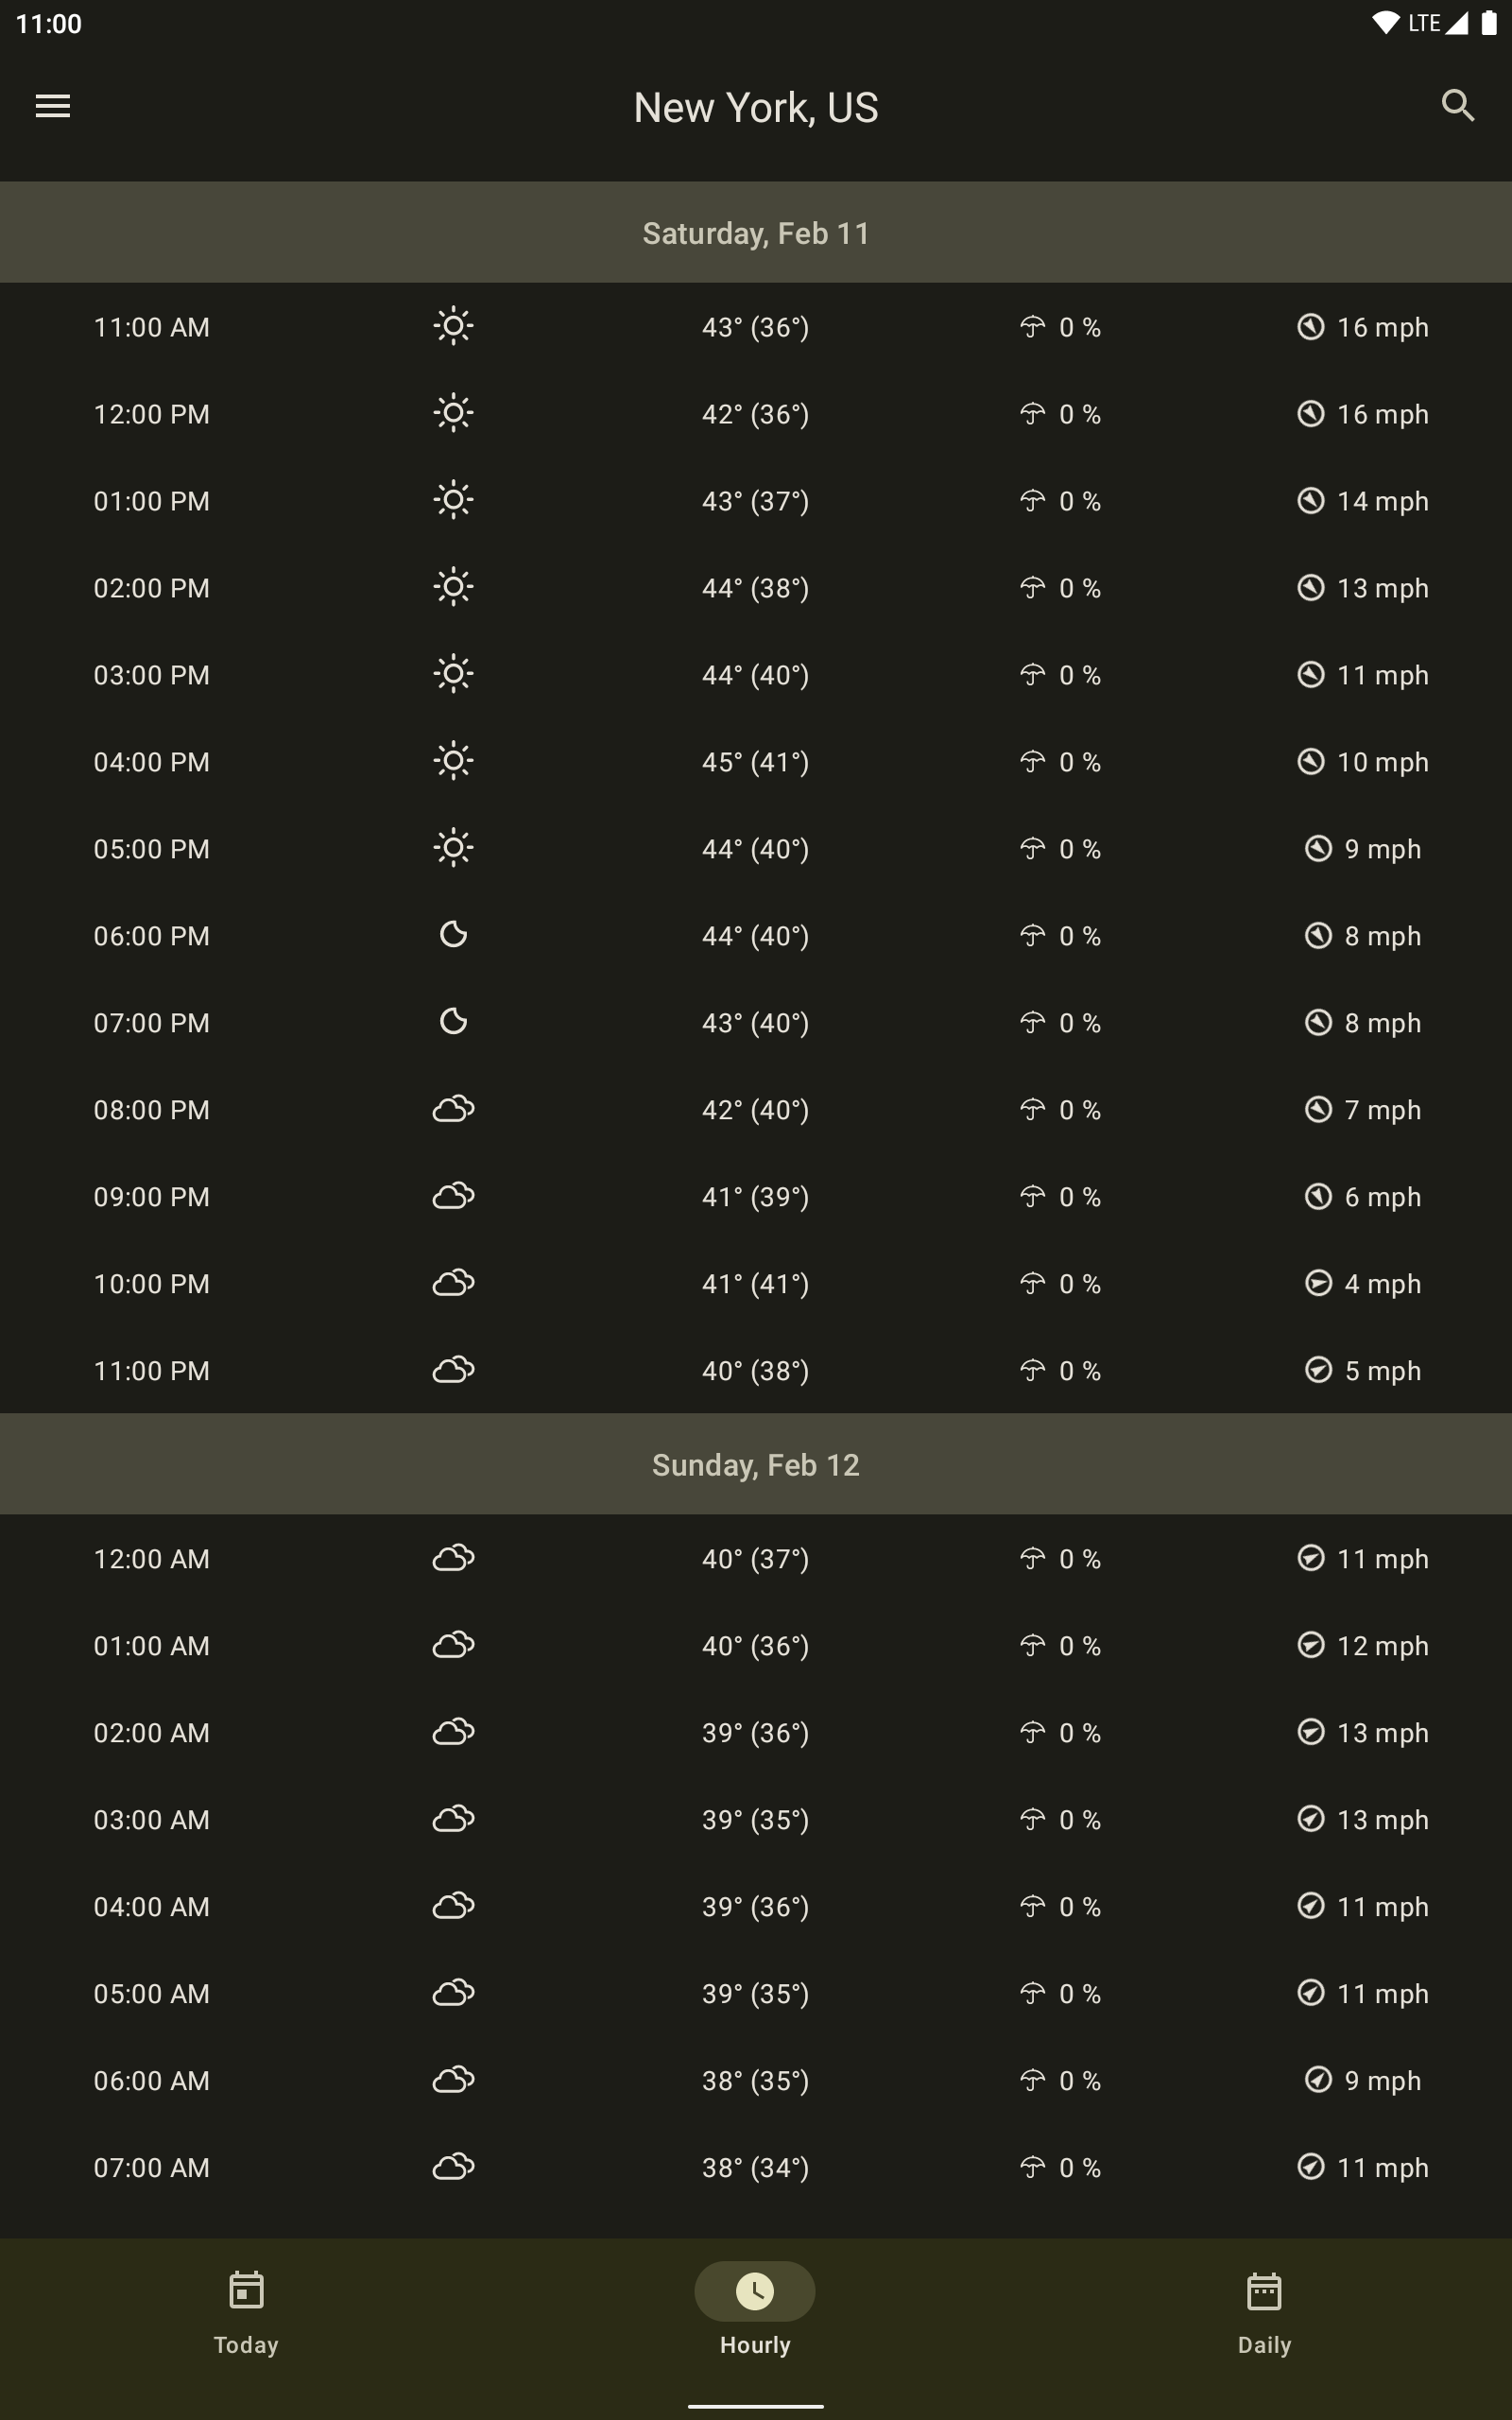 11:00 LTE
New York, US
Saturday, Feb 11
11:00 AM 43° (36°) 0 % 16 mph
12:00 PM 42° (36°) 0 % 16 mph
01:00 PM 43° (37°) 0 % 14 mph
02:00 PM 44° (38°) 0 % 13 mph
03:00 PM 44° (40°) 0 % 11 mph
04:00 PM 45° (41°) 0 % 10 mph
05:00 PM 44° (40°) 0 % 9 mph
06:00 PM 44° (40°) 0 % 8 mph
07:00 PM 43° (40°) 0 % 8 mph
08:00 PM 42° (40°) 0 % 7 mph
09:00 PM 41° (39°) 0 % 6 mph
10:00 PM 41° (41°) 0 % 4 mph
11:00 PM 40° (38°) 0 % 5 mph
Sunday, Feb 12
12:00 AM 40° (37°) 0 % 11 mph
01:00 AM 40° (36°) 0 % 12 mph
02:00 AM 39° (36°) 0 % 13 mph
03:00 AM 39° (35°) 0 % 13 mph
04:00 AM 39° (36°) 0 % 11 mph
05:00 AM 39° (35°) 0 % 11 mph
06:00 AM 38° (35°) 0 % 9 mph
07:00 AM 38° (34°) 0 % 11 mph
Today Hourly Daily